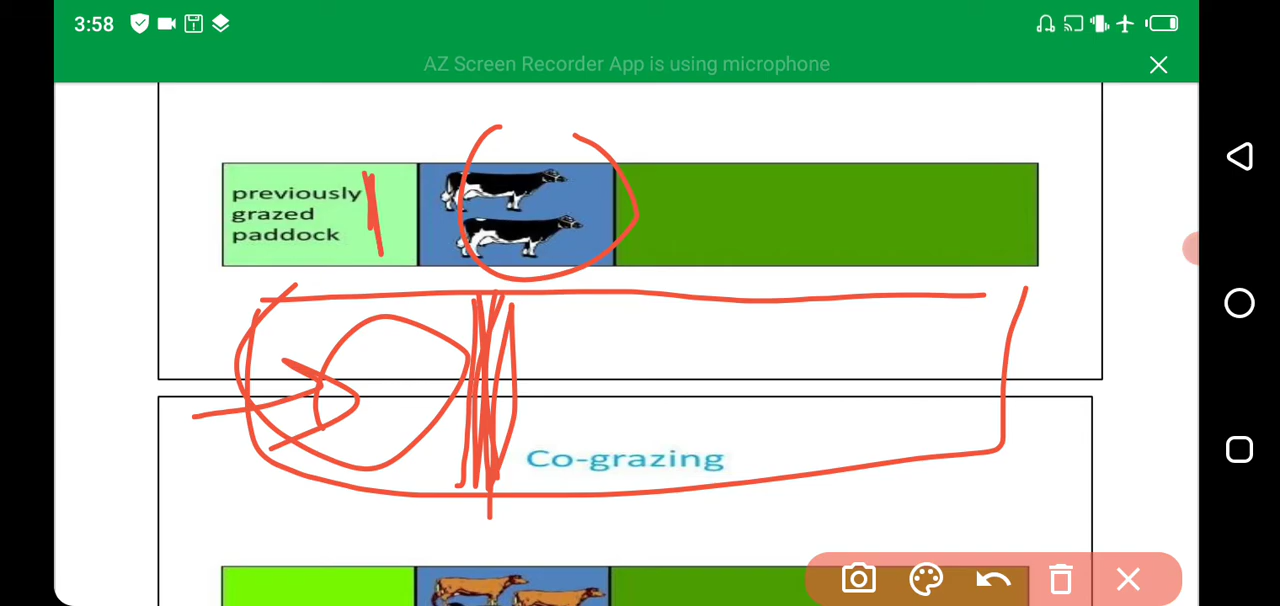 3:58
AZ Screen Recorder App is using microphone
previously
grazed
paddock
Co-grazing